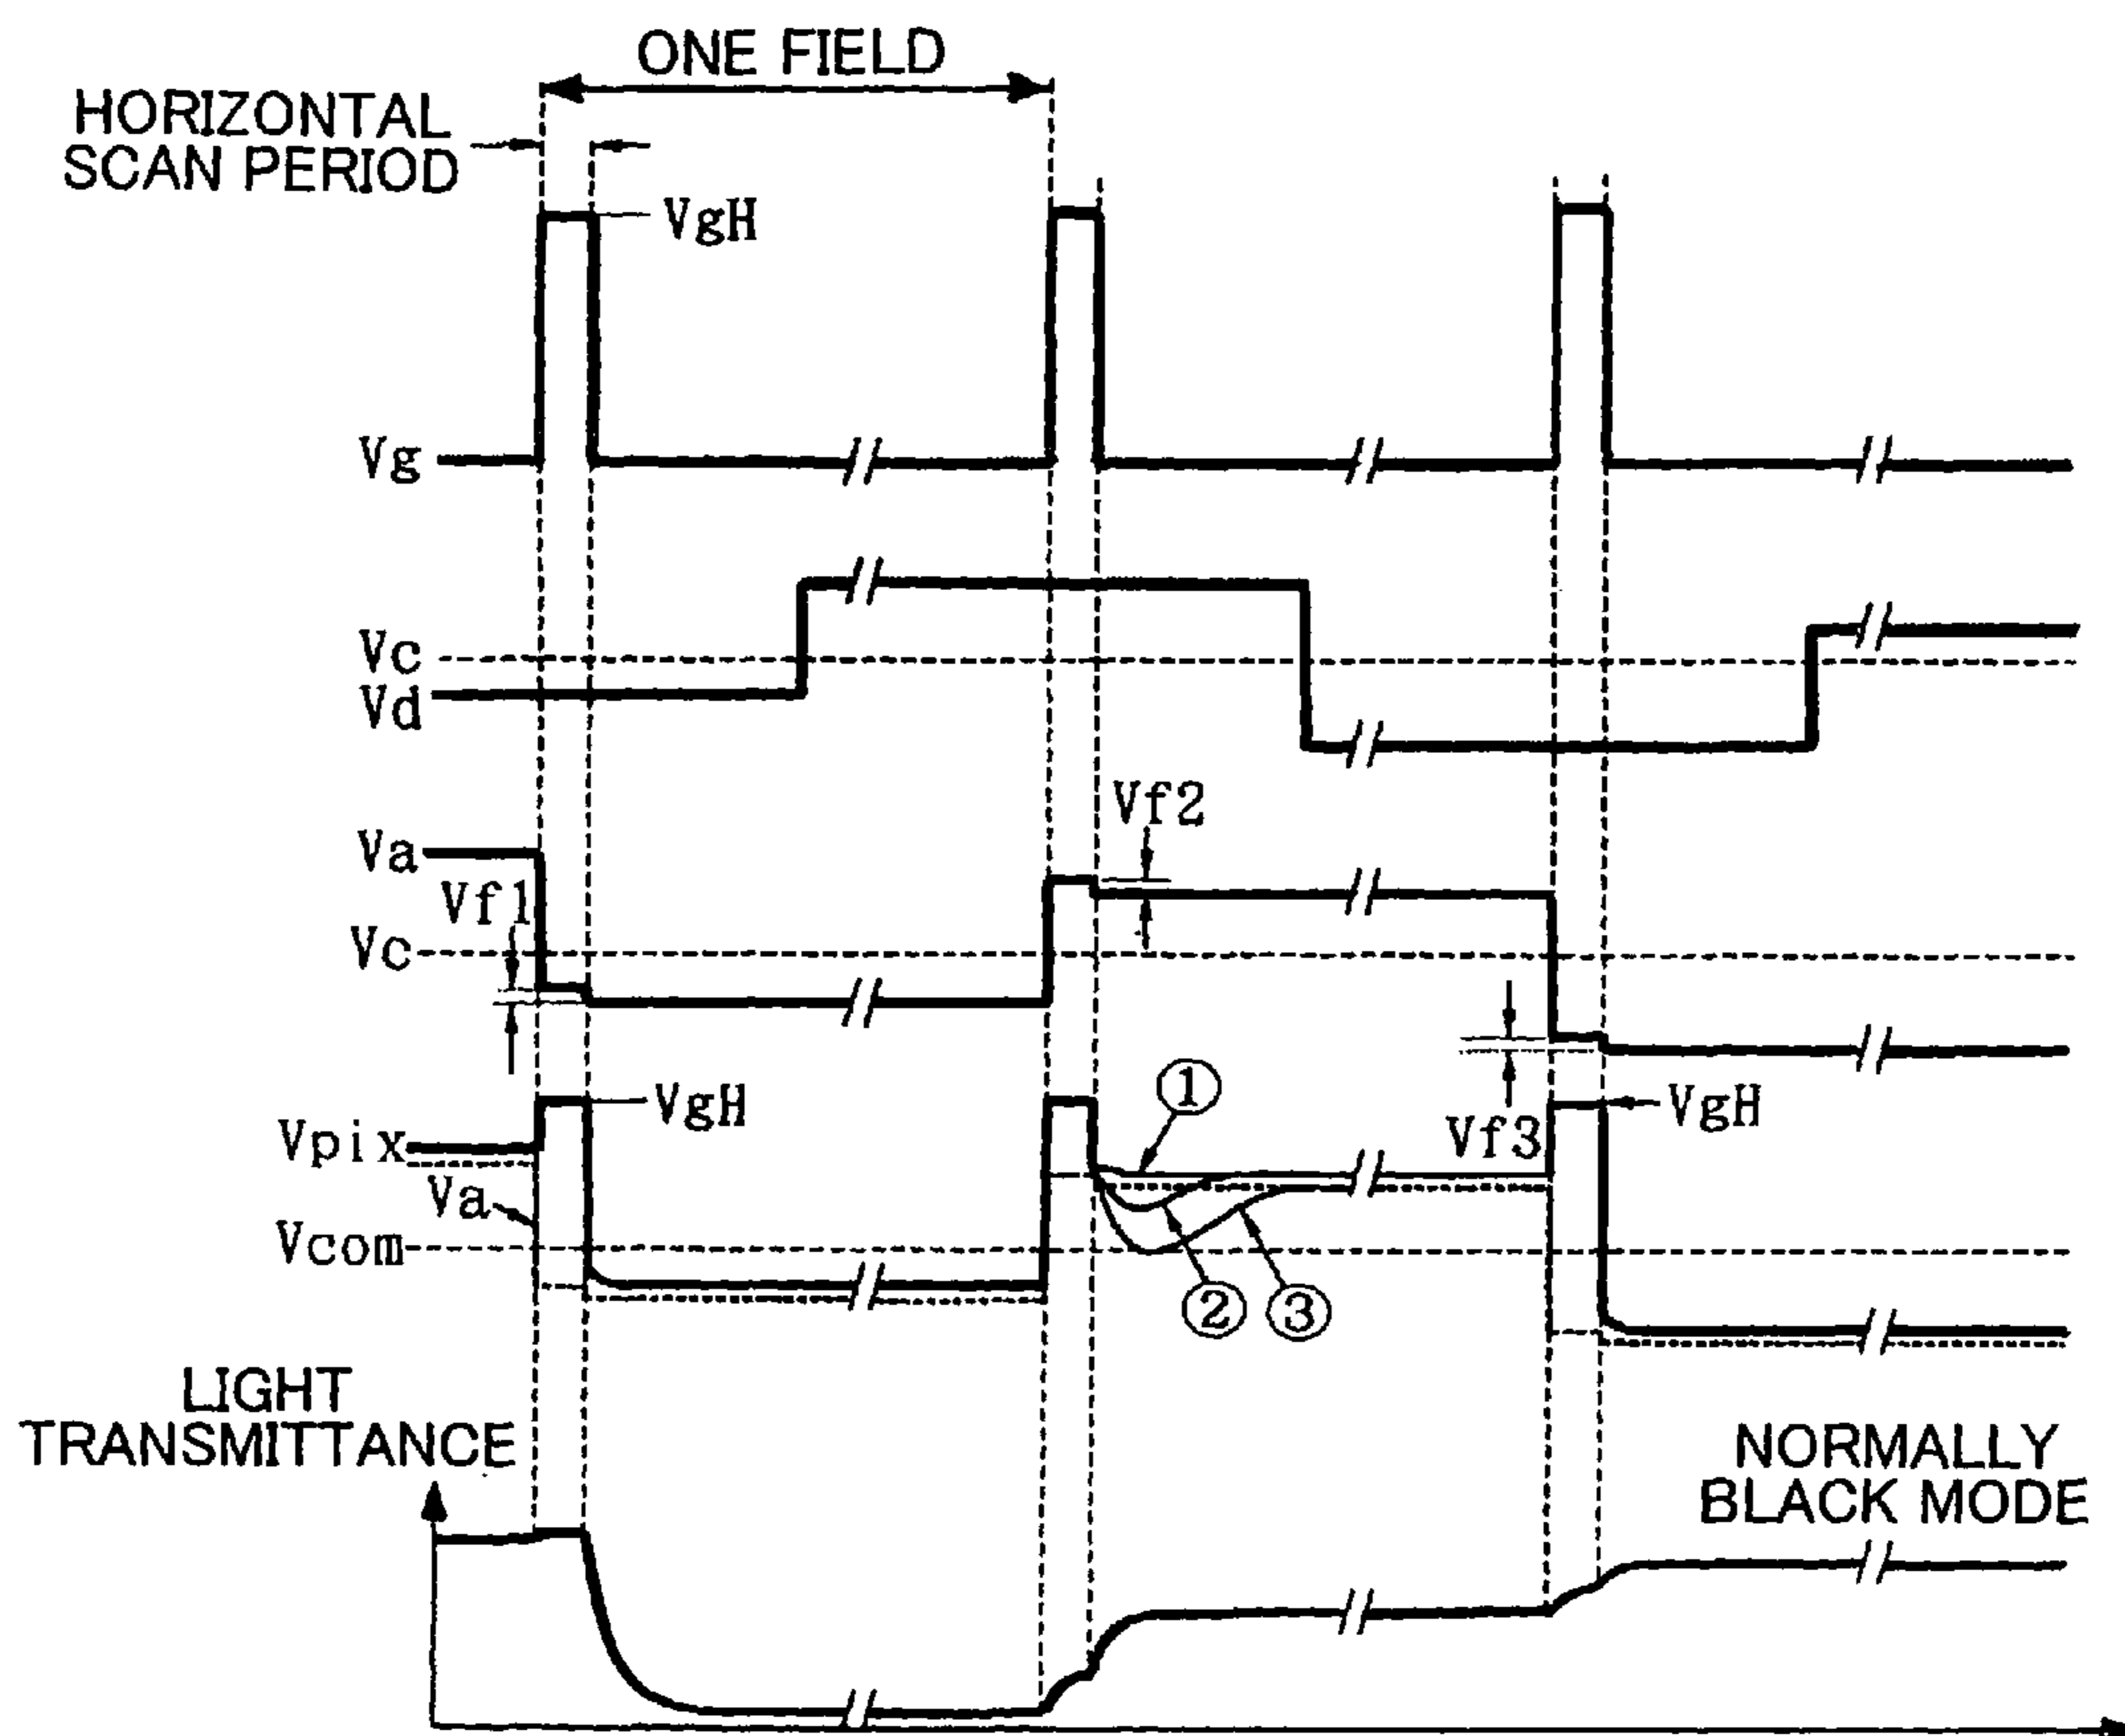 ONE FIELD
HORIZONTAL
SCAN PERIOD
VgH
Vg
Vc
Vd
Vf2
Va
Vf1
Vc
①
VgH
VgH
Vpix
Vf3
Va
Vcom
②
③
LIGHT
TRANSMITTANCE
NORMALLY
BLACK MODE